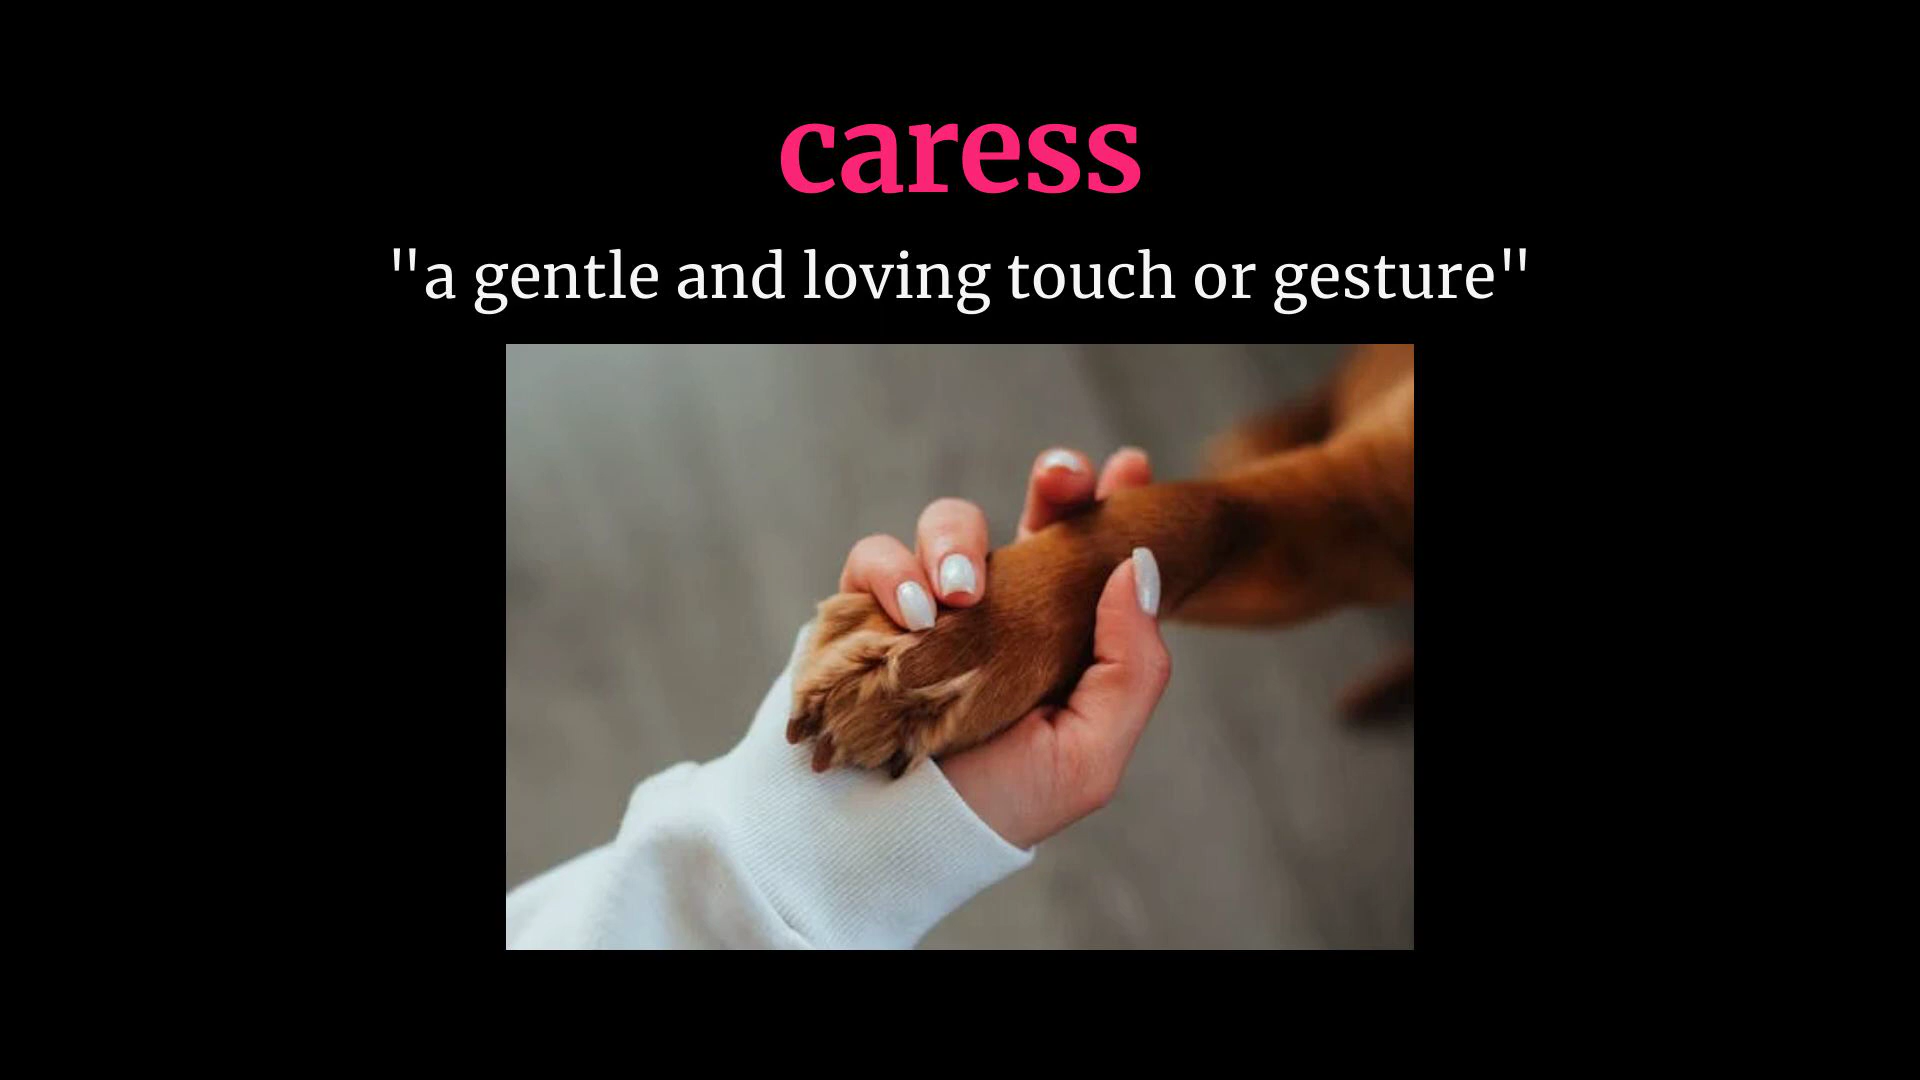 caress
"a gentle and loving touch or gesture"